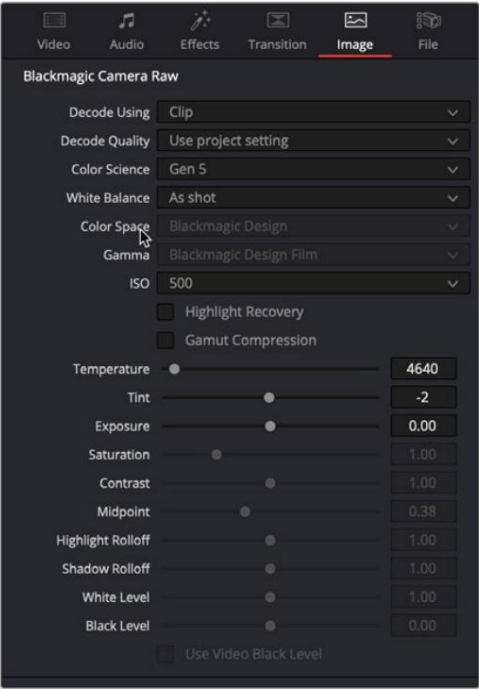 Video Audio Effects Transition Image File
Blackmagic Camera Raw
Decode Using Clip
Decode Quality Use project setting
Color Science Gen 5
White Balance As shot
Color Space Blackmagic Design
Gamma Blackmagic Design Film
ISO 500
Highlight Recovery
Gamut Compression
Temperature 4640
Tint -2
Exposure 0.00
Saturation 1.00
Contrast 1.00
Midpoint 0.38
Highlight Rolloff 1.00
Shadow Rolloff 1.00
White Level 1.00
Black Level 0.00
Use Video Black Level